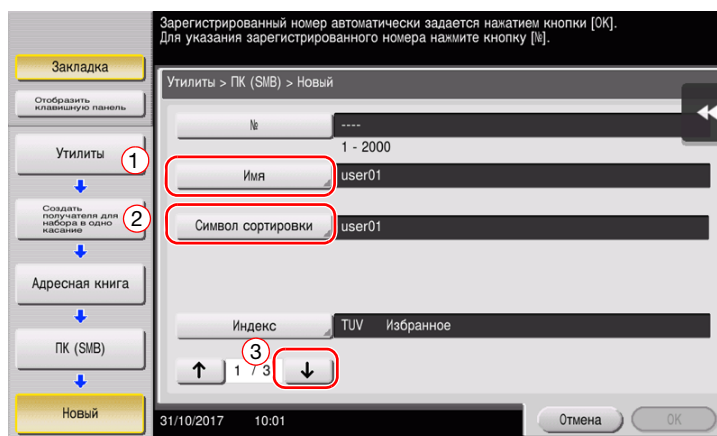 Зарегистрированный номер автоматически задается нажатием кнопки [OK].
Для указания зарегистрированного номера нажмите кнопку [№].
Закладка
Отобразить
клавишную панель
Утилиты
1
Создать
получателя для
набора в одно
касание
2
Адресная книга
ПК (SMB)
Новый
Утилиты > ПК (SMB) > Новый
№
----
1 - 2000
Имя
user01
Символ сортировки
user01
Индекс
TUV Избранное
3
↑ 1 / 3 ↓
31/10/2017 10:01
Отмена
OK